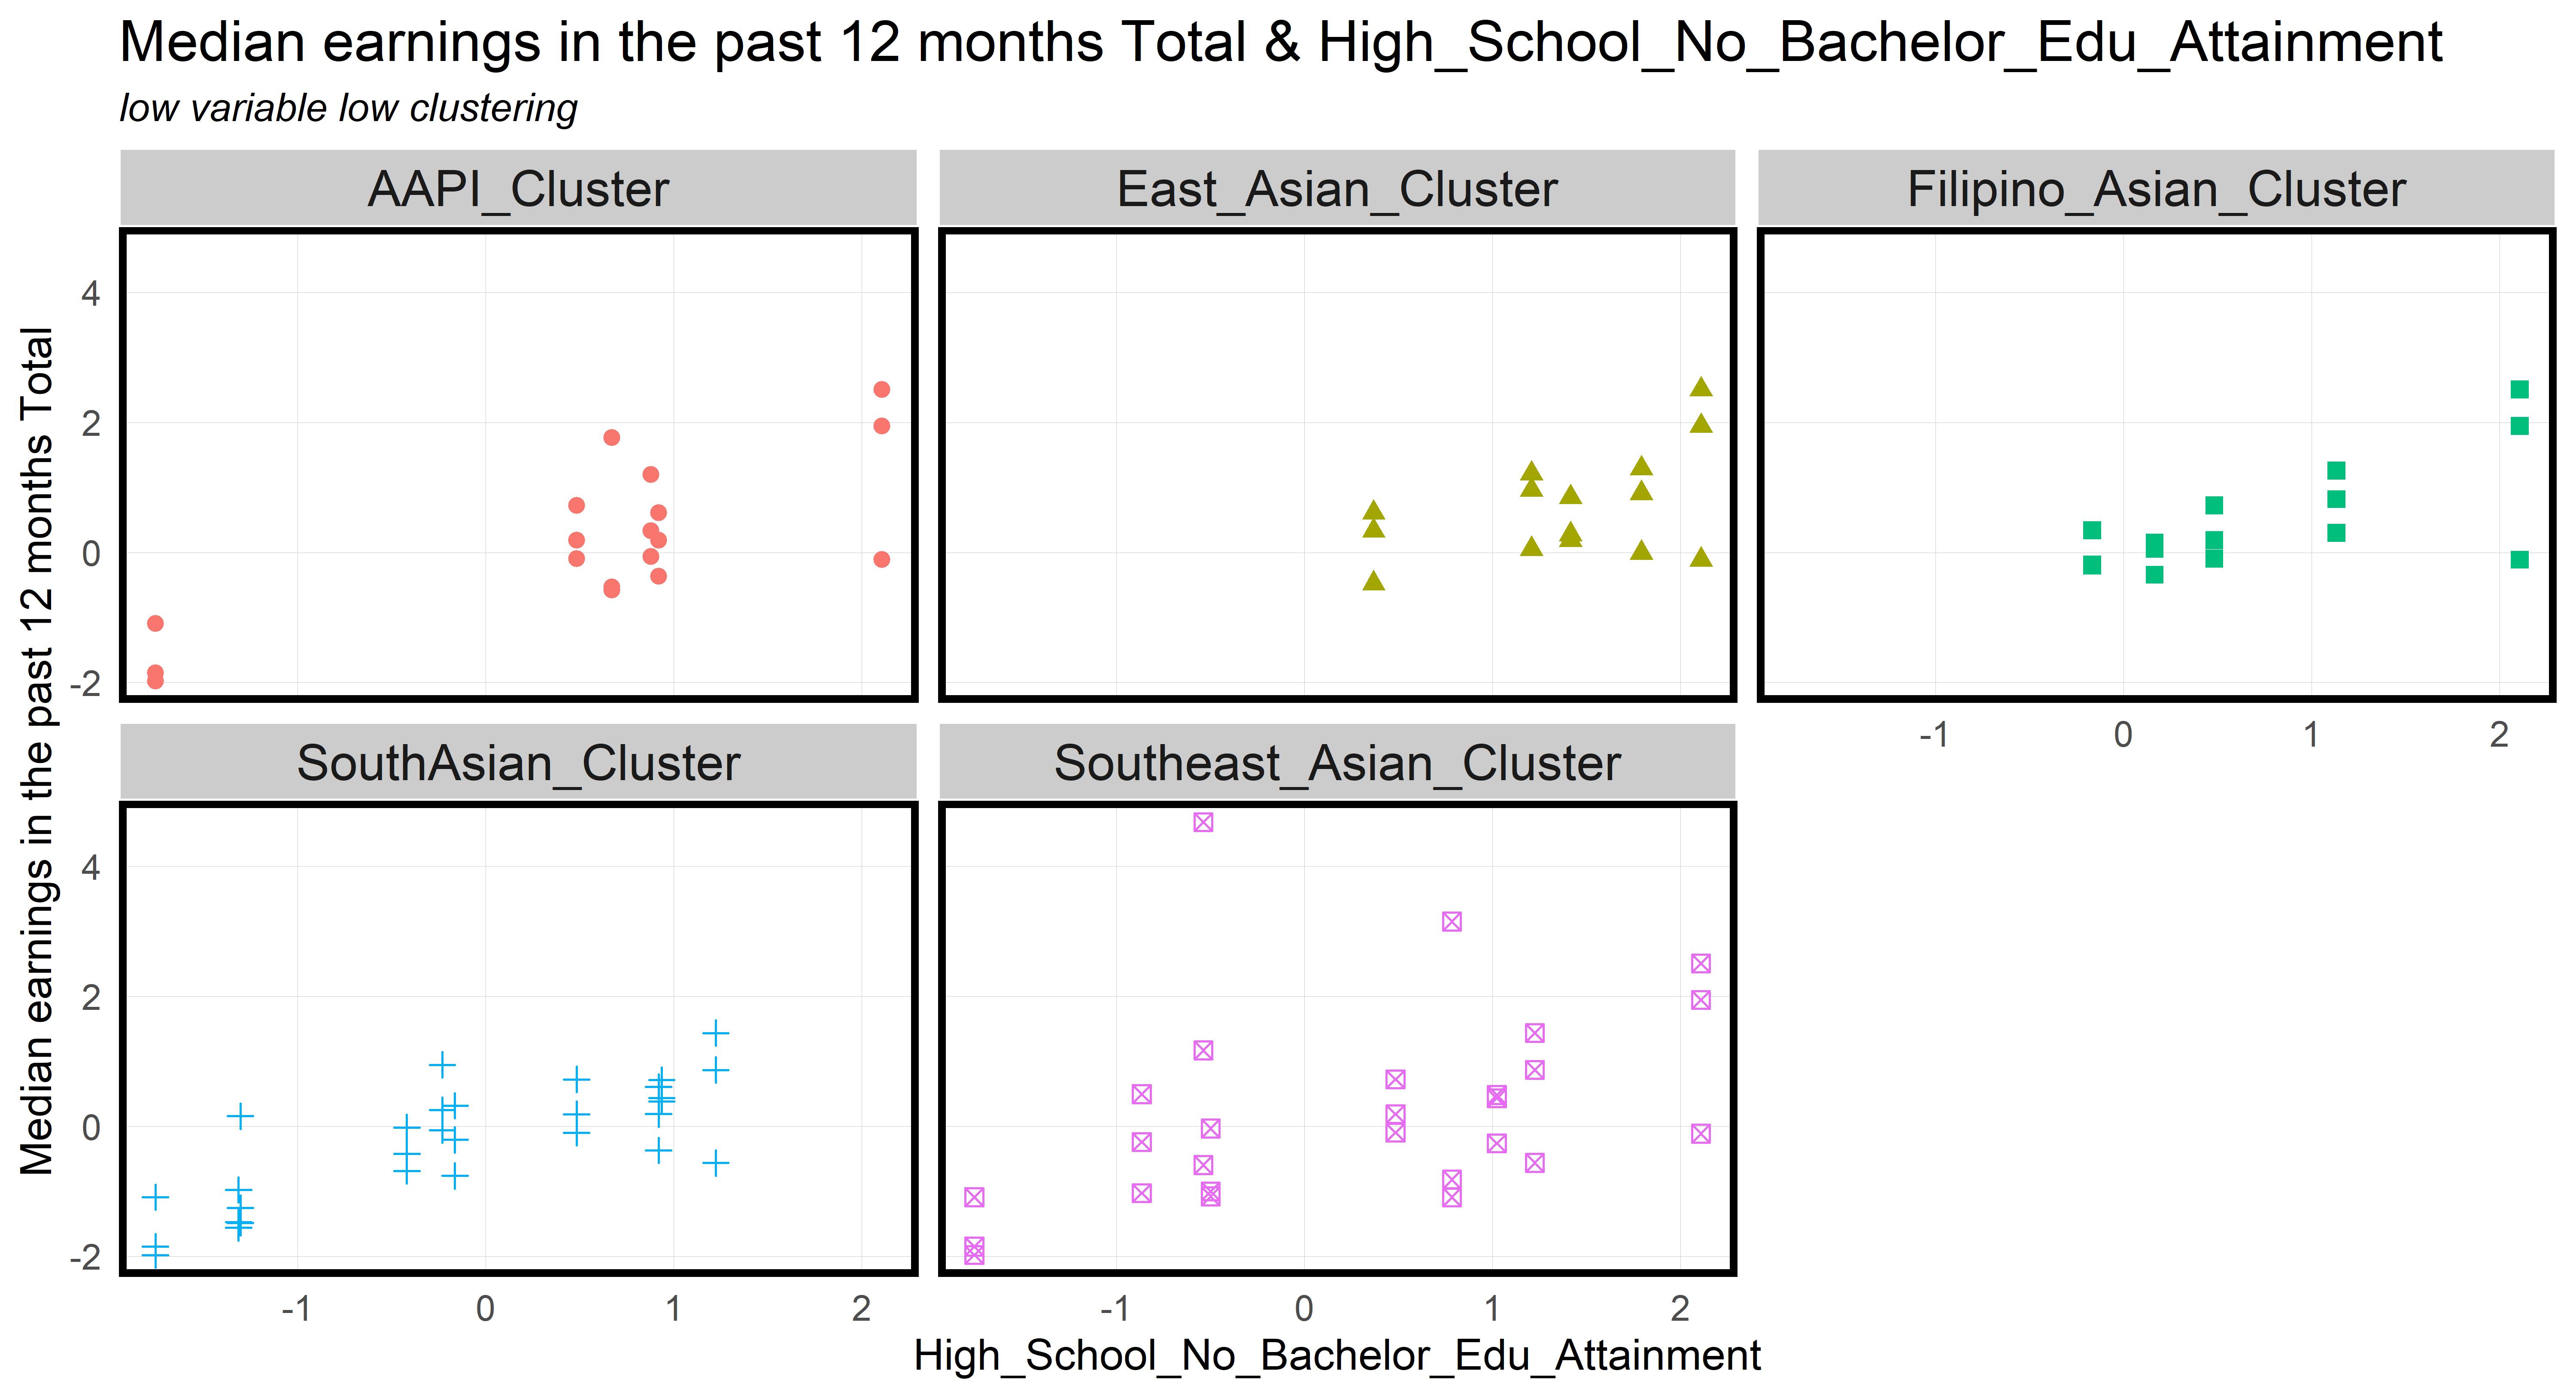 Median earnings in the past 12 months Total & High_School_No_Bachelor_Edu_Attainment
low variable low clustering
AAPI_Cluster
East_Asian_Cluster
Filipino_Asian_Cluster
4
2
0
-2
-1
0
1
2
SouthAsian_Cluster
Southeast_Asian_Cluster
4
2
0
-2
-1
0
1
2
-1
0
1
2
High_School_No_Bachelor_Edu_Attainment
Median earnings in the past 12 months Total